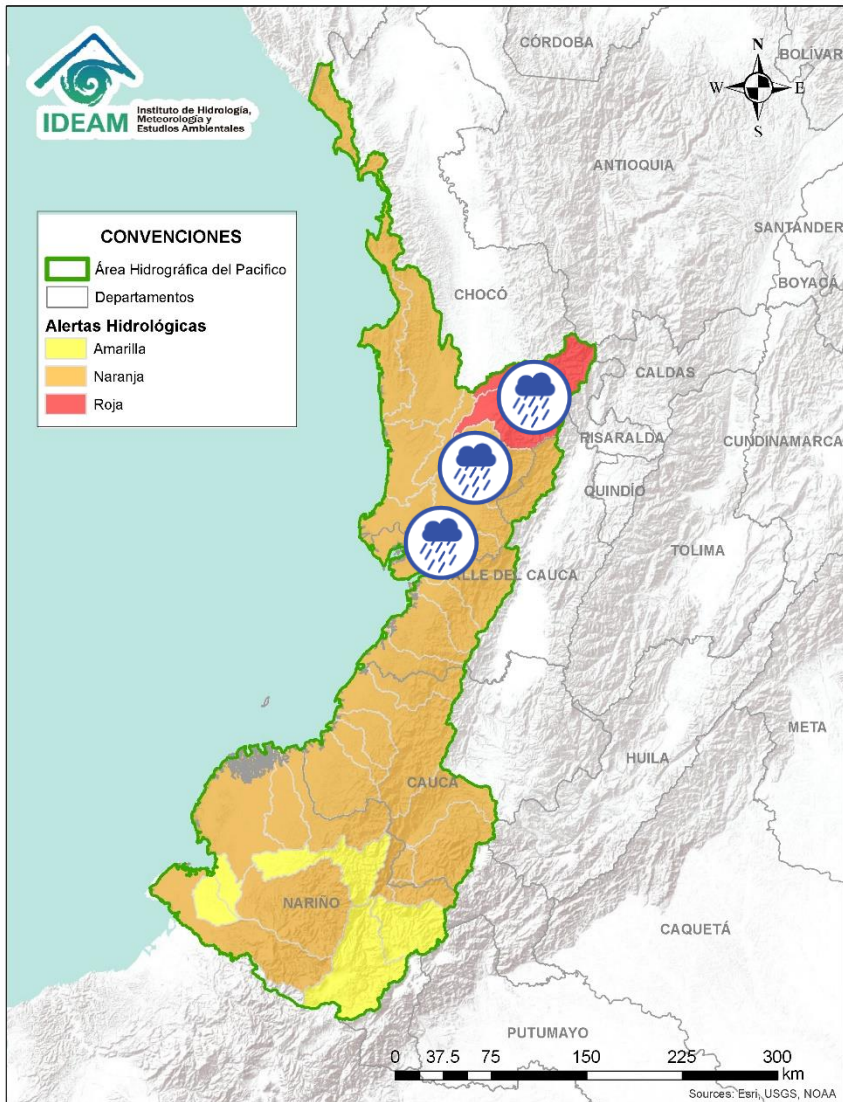 CÓRDOBA
BOLÍVAR
N
W E
S
IDEAM
Instituto de Hidrología,
Meteorología y
Estudios Ambientales
ANTIOQUIA
SANTANDER
BOYACÁ
CONVENCIONES
Área Hidrográfica del Pacifico
Departamentos
Alertas Hidrológicas
Amarilla
Naranja
Roja
CHOCÓ
CALDAS
RISARALDA
CUNDINAMARCA
QUINDÍO
TOLIMA
ALLE DEL CAUCA
META
HUILA
CAUCA
NARIÑO
CAQUETÁ
PUTUMAYO
0 37.5 75 150 225 300
km
Sources: Esri, USGS, NOAA